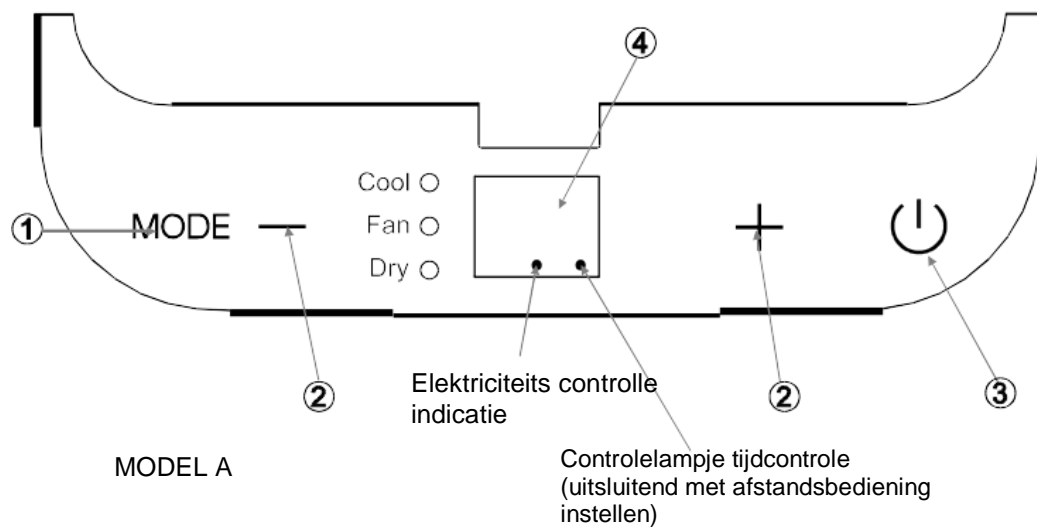 ④
Cool
① MODE
Fan
③
Dry
②
②
Elektriciteits controlle
indicatie
Controlelampje tijdcontrole
(uitsluitend met afstandsbediening
instellen)
MODEL A